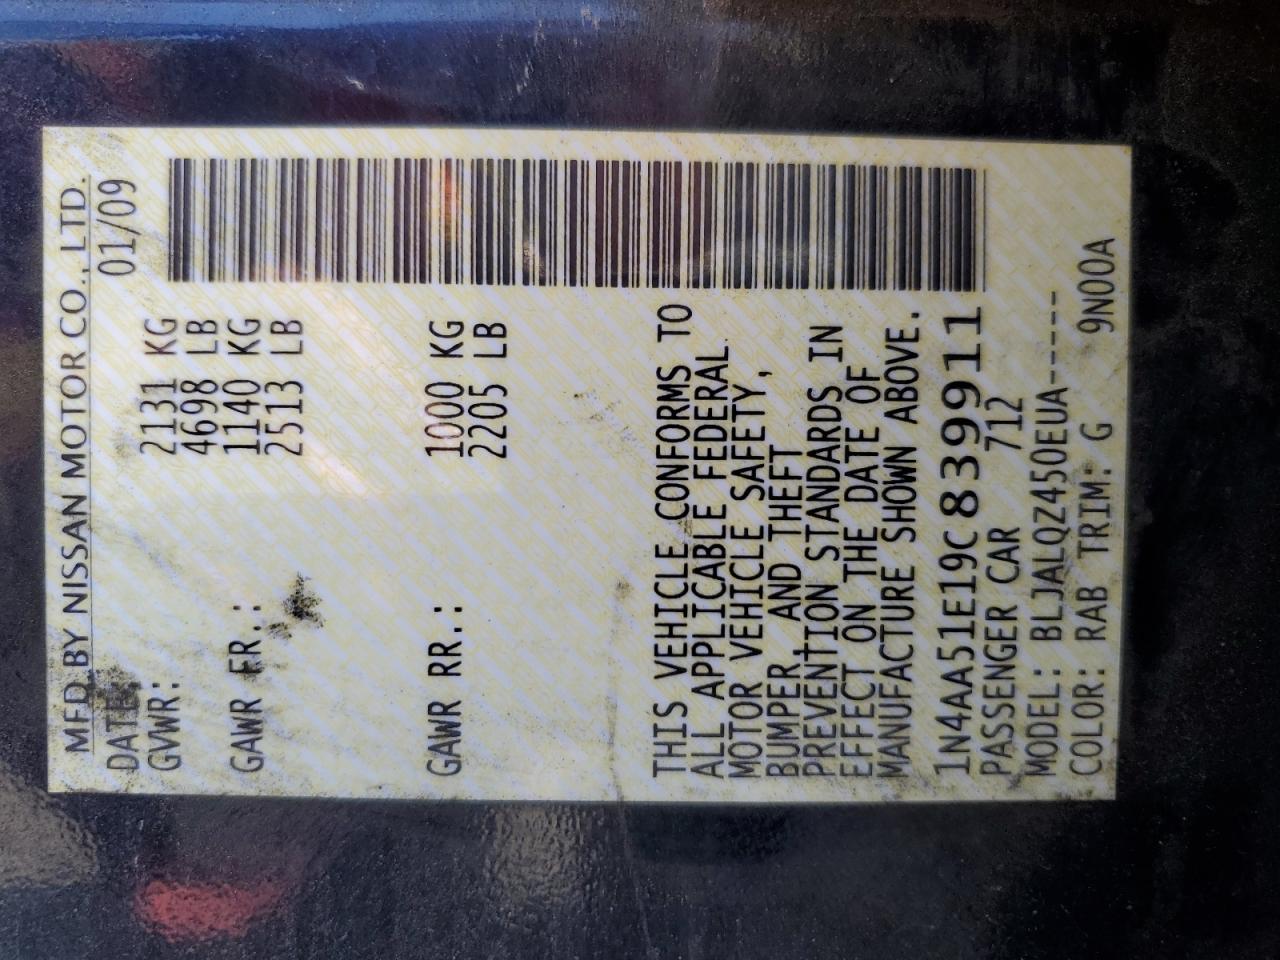 MFD BY NISSAN MOTOR CO., LTD.
DATE: 01/09
GVWR: 2131 KG
4698 LB
GAWR FR.: 1140 KG
2513 LB
GAWR RR.: 1000 KG
2205 LB
THIS VEHICLE CONFORMS TO
ALL APPLICABLE FEDERAL
MOTOR VEHICLE SAFETY,
BUMPER, AND THEFT
PREVENTION STANDARDS IN
EFFECT ON THE DATE OF
MANUFACTURE SHOWN ABOVE.
1N4AA51E19C839911
PASSENGER CAR 712
MODEL: BLJALQZ450EUA-----
COLOR: RAB TRIM: G 9N00A